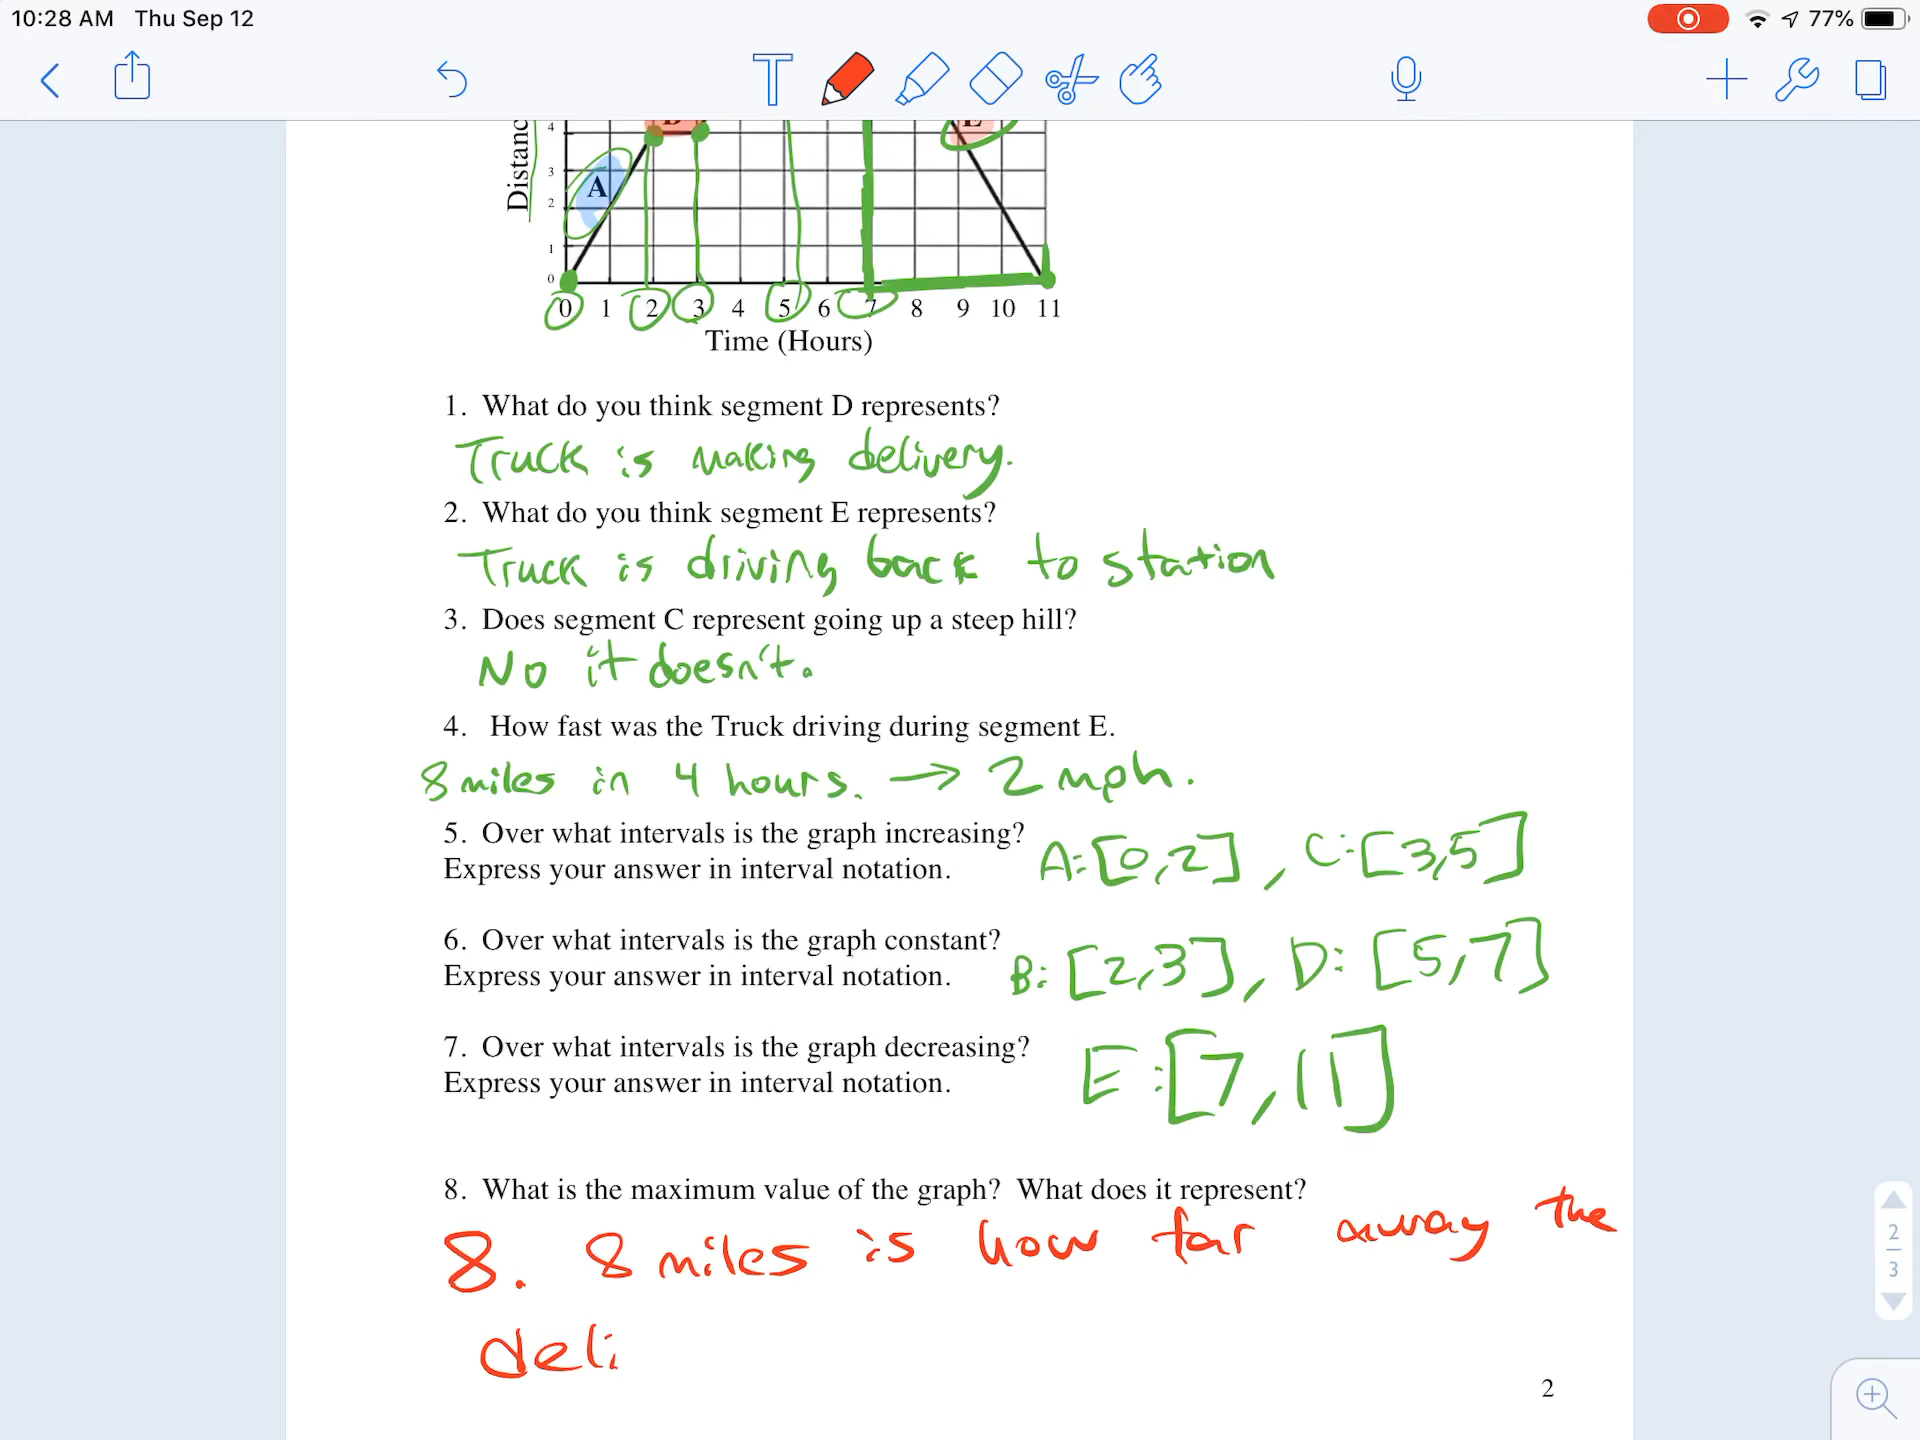 10:28 AM Thu Sep 12
77%
T
Distanc
4
3
2
1
0
A
E
0 1 2 3 4 5 6 7 8 9 10 11
Time (Hours)
1. What do you think segment D represents?
Truck is making delivery.
2. What do you think segment E represents?
Truck is driving back to station
3. Does segment C represent going up a steep hill?
No it doesn't.
4. How fast was the Truck driving during segment E.
8 miles in 4 hours. → 2 mph.
5. Over what intervals is the graph increasing?
Express your answer in interval notation.
A:[0,2], C:[3,5]
6. Over what intervals is the graph constant?
Express your answer in interval notation.
B:[2,3], D:[5,7]
7. Over what intervals is the graph decreasing?
Express your answer in interval notation.
E:[7,11]
8. What is the maximum value of the graph? What does it represent?
8. 8 miles is how far away the
deli
2
2
3